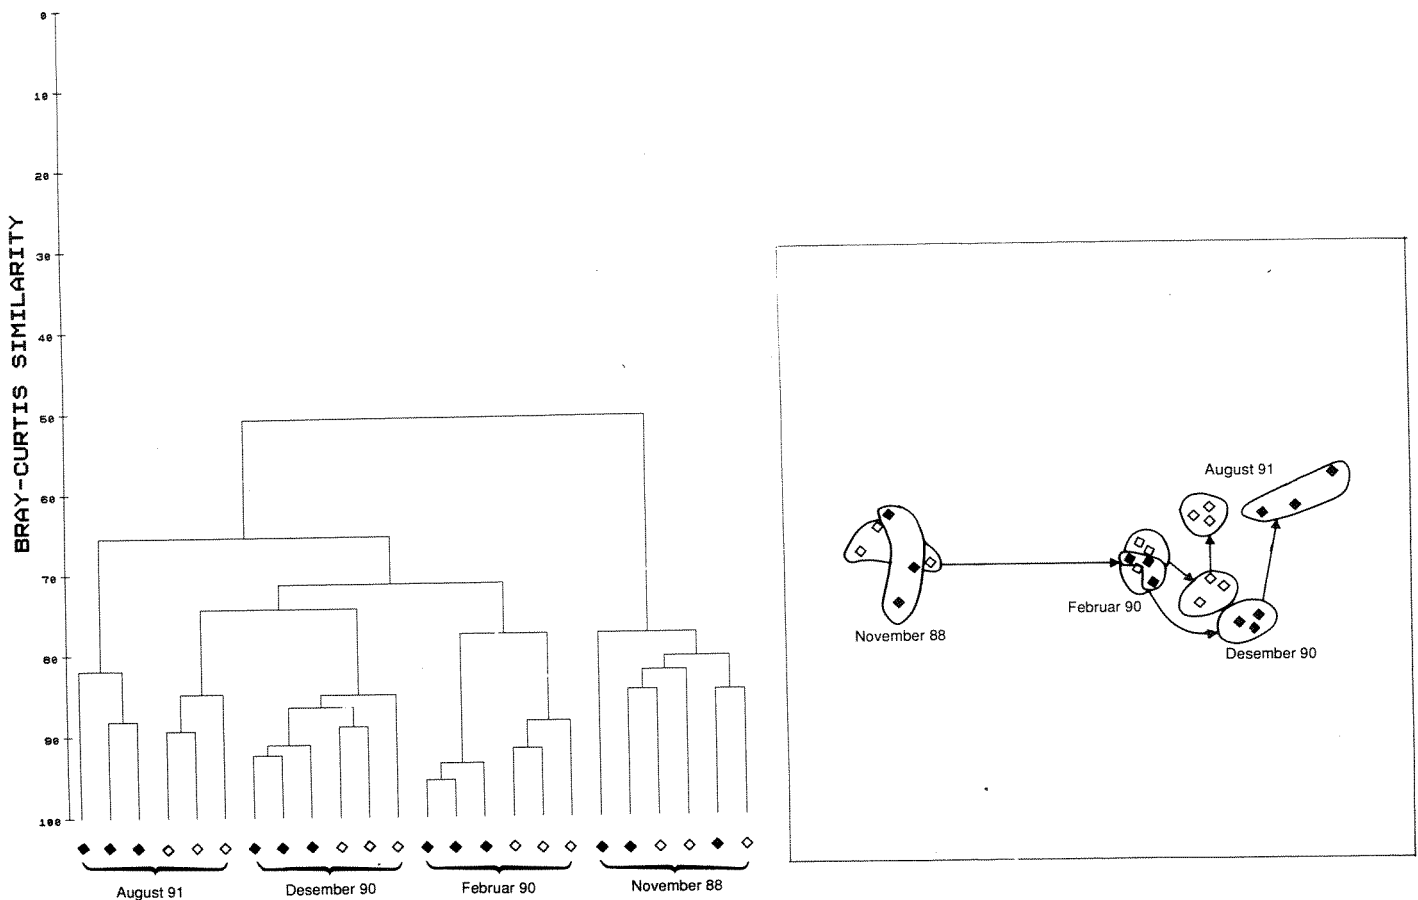 BRAY-CURTIS SIMILARITY
0
10
20
30
40
50
60
70
80
90
100
August 91
Desember 90
Februar 90
November 88
August 91
Februar 90
November 88
Desember 90